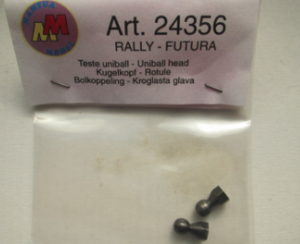 Art. 24356
RALLY - FUTURA
Teste uniball - Uniball head
Kugelkopf - Rotule
Bolkoppeling - Kroglasta glava